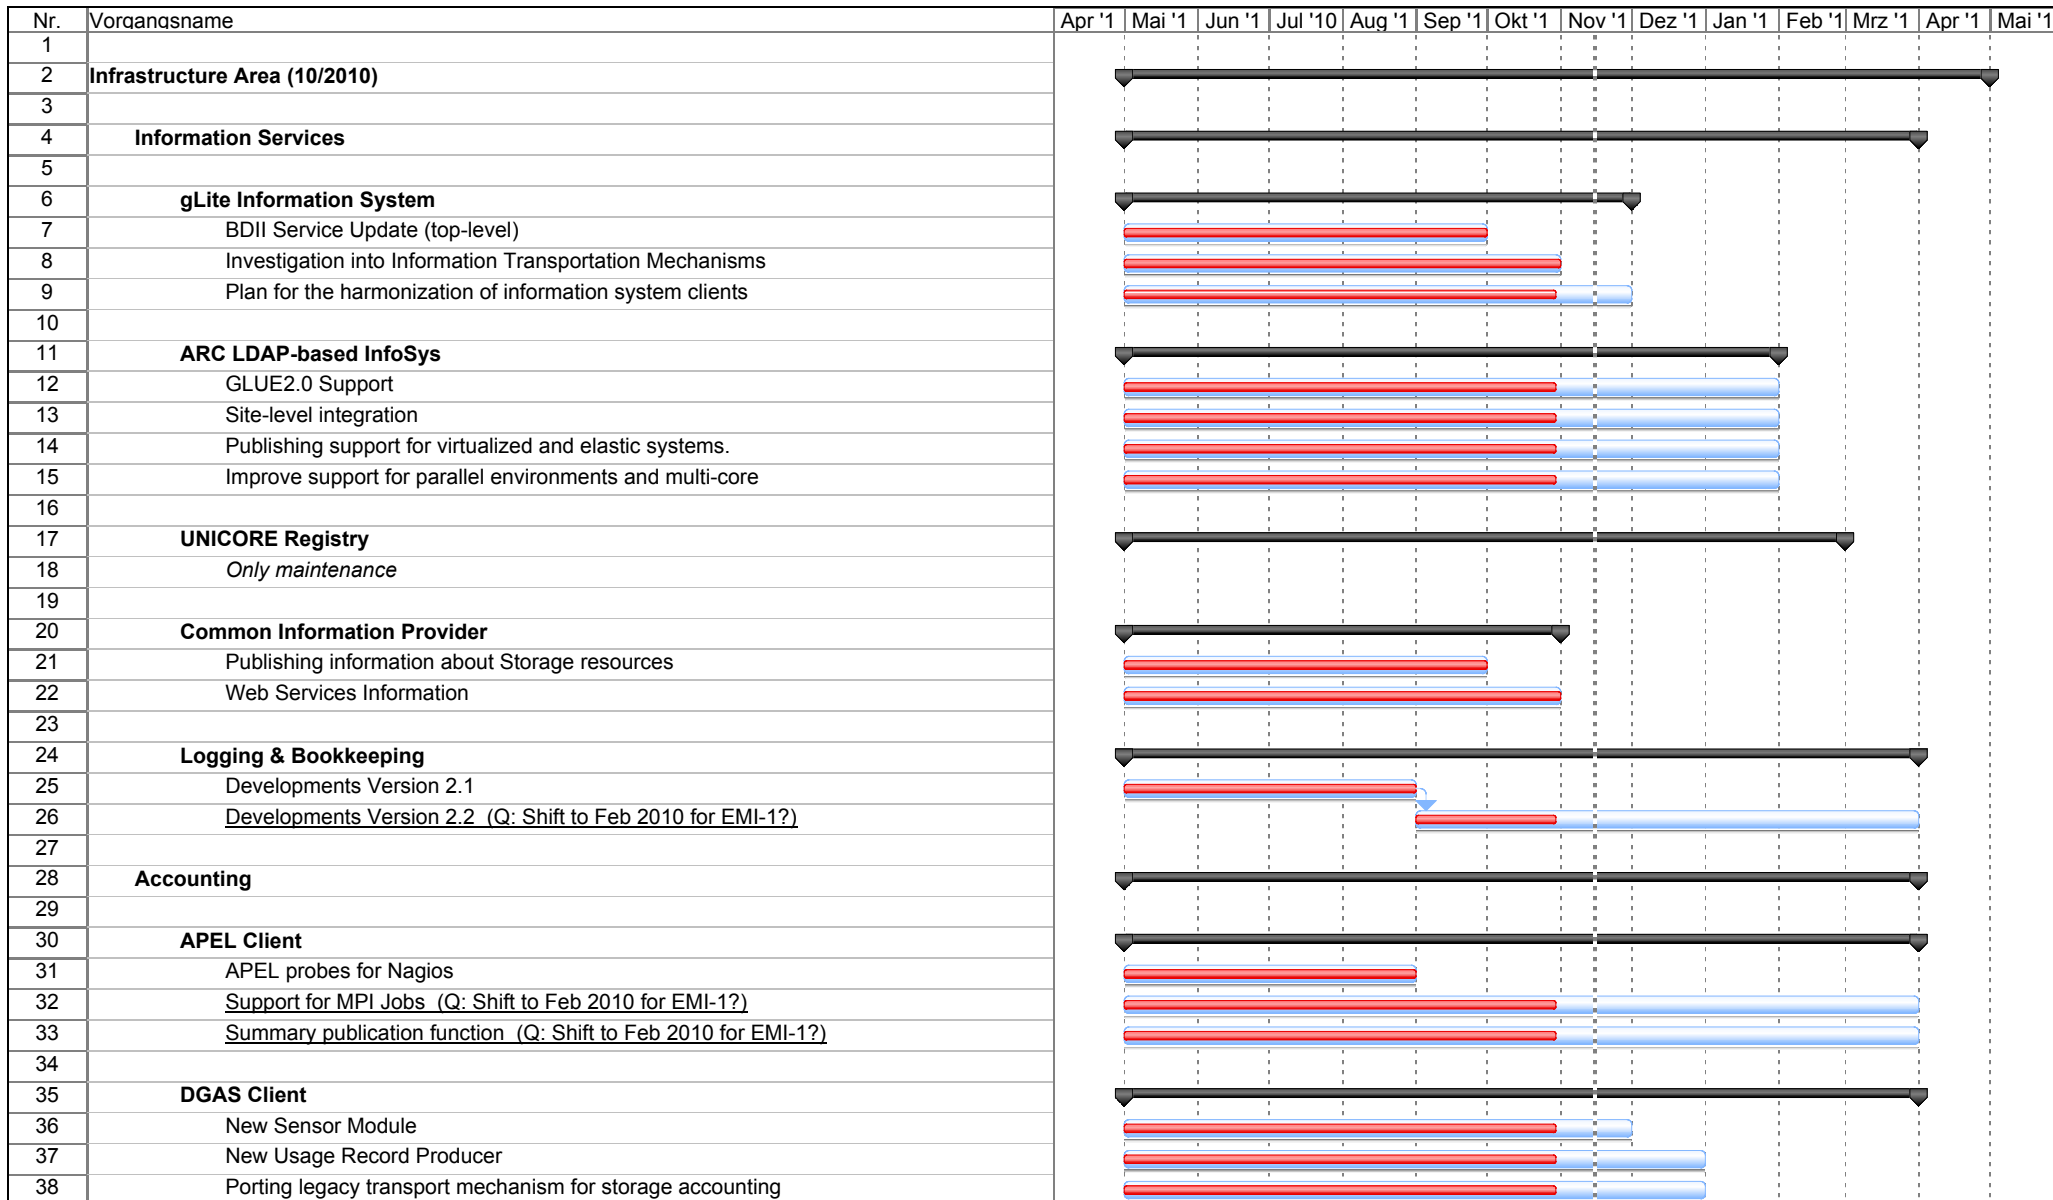 Nr. Vorgangsname Apr '1 Mai '1 Jun '1 Jul '10 Aug '1 Sep '1 Okt '1 Nov '1 Dez '1 Jan '1 Feb '1 Mrz '1 Apr '1 Mai '1
1
2 Infrastructure Area (10/2010)
3
4 Information Services
5
6 gLite Information System
7 BDII Service Update (top-level)
8 Investigation into Information Transportation Mechanisms
9 Plan for the harmonization of information system clients
10
11 ARC LDAP-based InfoSys
12 GLUE2.0 Support
13 Site-level integration
14 Publishing support for virtualized and elastic systems.
15 Improve support for parallel environments and multi-core
16
17 UNICORE Registry
18 Only maintenance
19
20 Common Information Provider
21 Publishing information about Storage resources
22 Web Services Information
23
24 Logging & Bookkeeping
25 Developments Version 2.1
26 Developments Version 2.2 (Q: Shift to Feb 2010 for EMI-1?)
27
28 Accounting
29
30 APEL Client
31 APEL probes for Nagios
32 Support for MPI Jobs (Q: Shift to Feb 2010 for EMI-1?)
33 Summary publication function (Q: Shift to Feb 2010 for EMI-1?)
34
35 DGAS Client
36 New Sensor Module
37 New Usage Record Producer
38 Porting legacy transport mechanism for storage accounting